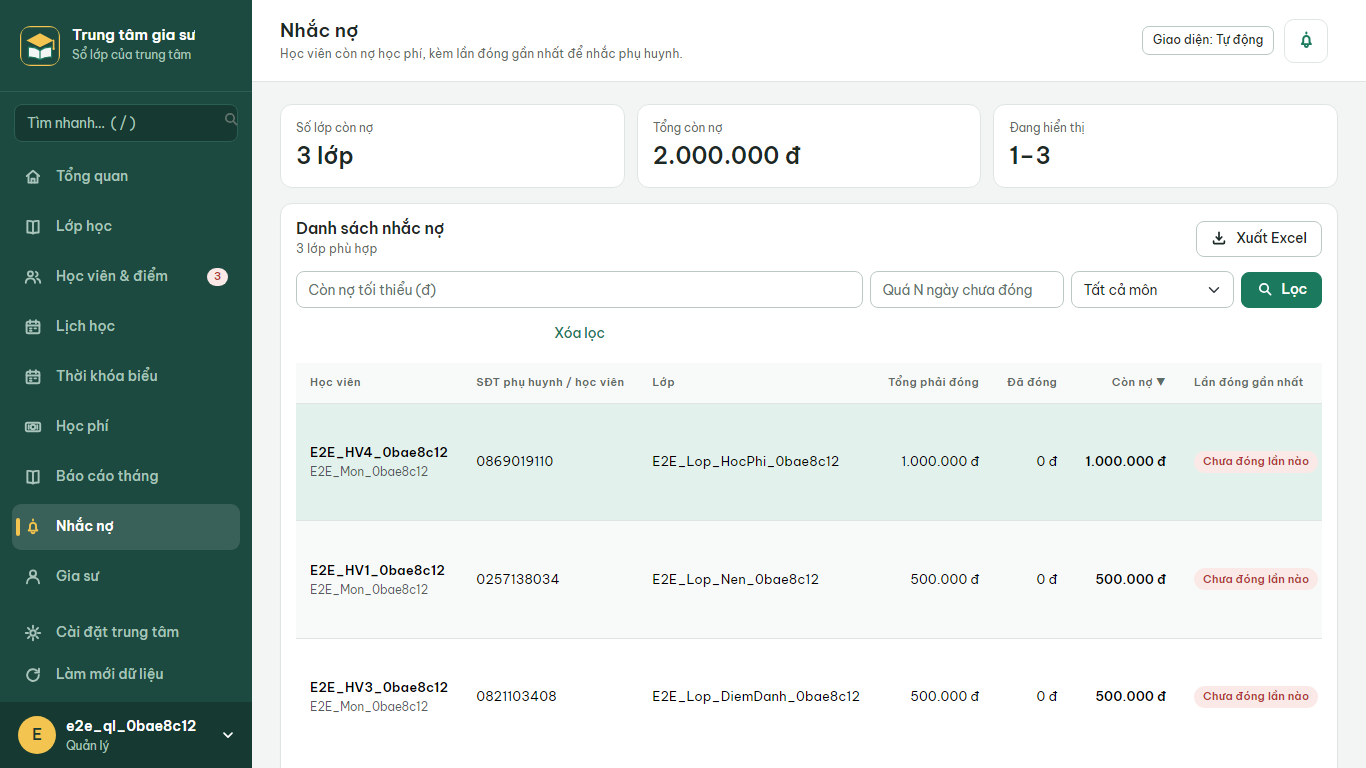 Trung tâm gia sư
Sổ lớp của trung tâm
Tìm nhanh... ( / )
Tổng quan
Lớp học
Học viên & điểm 3
Lịch học
Thời khóa biểu
Học phí
Báo cáo tháng
Nhắc nợ
Gia sư
Cài đặt trung tâm
Làm mới dữ liệu
E
e2e_ql_0bae8c12
Quản lý
Nhắc nợ
Học viên còn nợ học phí, kèm lần đóng gần nhất để nhắc phụ huynh.
Giao diện: Tự động
Số lớp còn nợ
3 lớp
Tổng còn nợ
2.000.000 đ
Đang hiển thị
1–3
Danh sách nhắc nợ
3 lớp phù hợp
Xuất Excel
Còn nợ tối thiểu (đ) Quá N ngày chưa đóng Tất cả môn Lọc
Xóa lọc
Học viên SĐT phụ huynh / học viên Lớp Tổng phải đóng Đã đóng Còn nợ ▼ Lần đóng gần nhất
E2E_HV4_0bae8c12
E2E_Mon_0bae8c12
0869019110 E2E_Lop_HocPhi_0bae8c12 1.000.000 đ 0 đ 1.000.000 đ Chưa đóng lần nào
E2E_HV1_0bae8c12
E2E_Mon_0bae8c12
0257138034 E2E_Lop_Nen_0bae8c12 500.000 đ 0 đ 500.000 đ Chưa đóng lần nào
E2E_HV3_0bae8c12
E2E_Mon_0bae8c12
0821103408 E2E_Lop_DiemDanh_0bae8c12 500.000 đ 0 đ 500.000 đ Chưa đóng lần nào